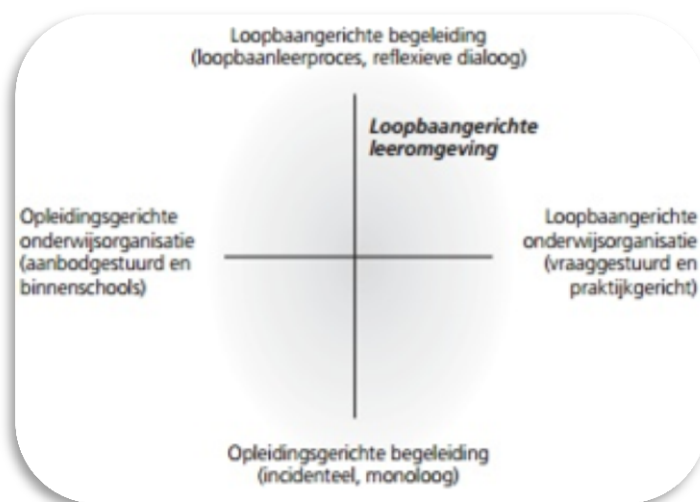 Loopbaangerichte begeleiding
(loopbaanleerproces, reflexieve dialoog)
Loopbaangerichte
leeromgeving
Opleidingsgerichte
onderwijsorganisatie
(aanbodgestuurd en
binnenschools)
Loopbaangerichte
onderwijsorganisatie
(vraaggestuurd en
praktijkgericht)
Opleidingsgerichte begeleiding
(incidenteel, monoloog)